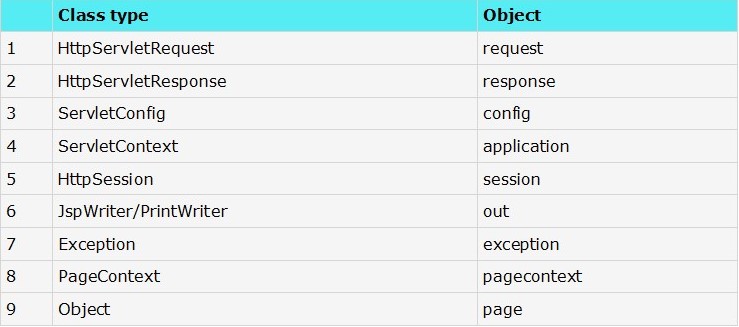 Class type Object
1 HttpServletRequest request
2 HttpServletResponse response
3 ServletConfig config
4 ServletContext application
5 HttpSession session
6 JspWriter/PrintWriter out
7 Exception exception
8 PageContext pagecontext
9 Object page